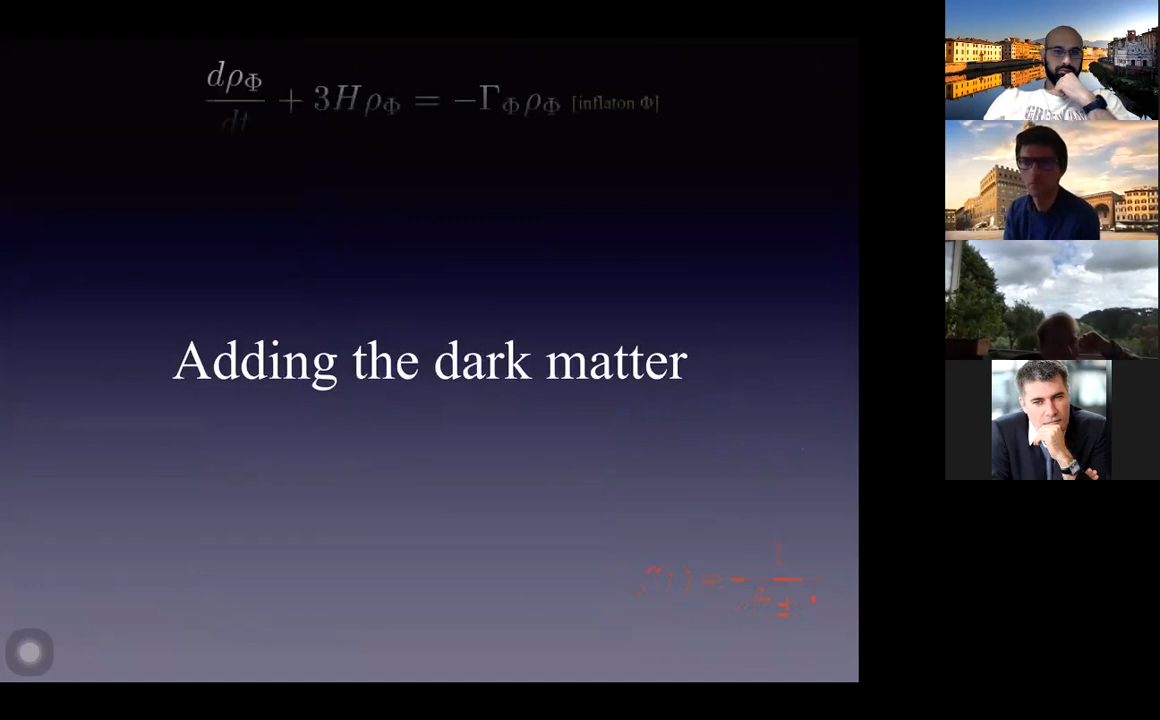 dρ_Φ/dt + 3Hρ_Φ = −Γ_Φρ_Φ [inflaton Φ]
Adding the dark matter